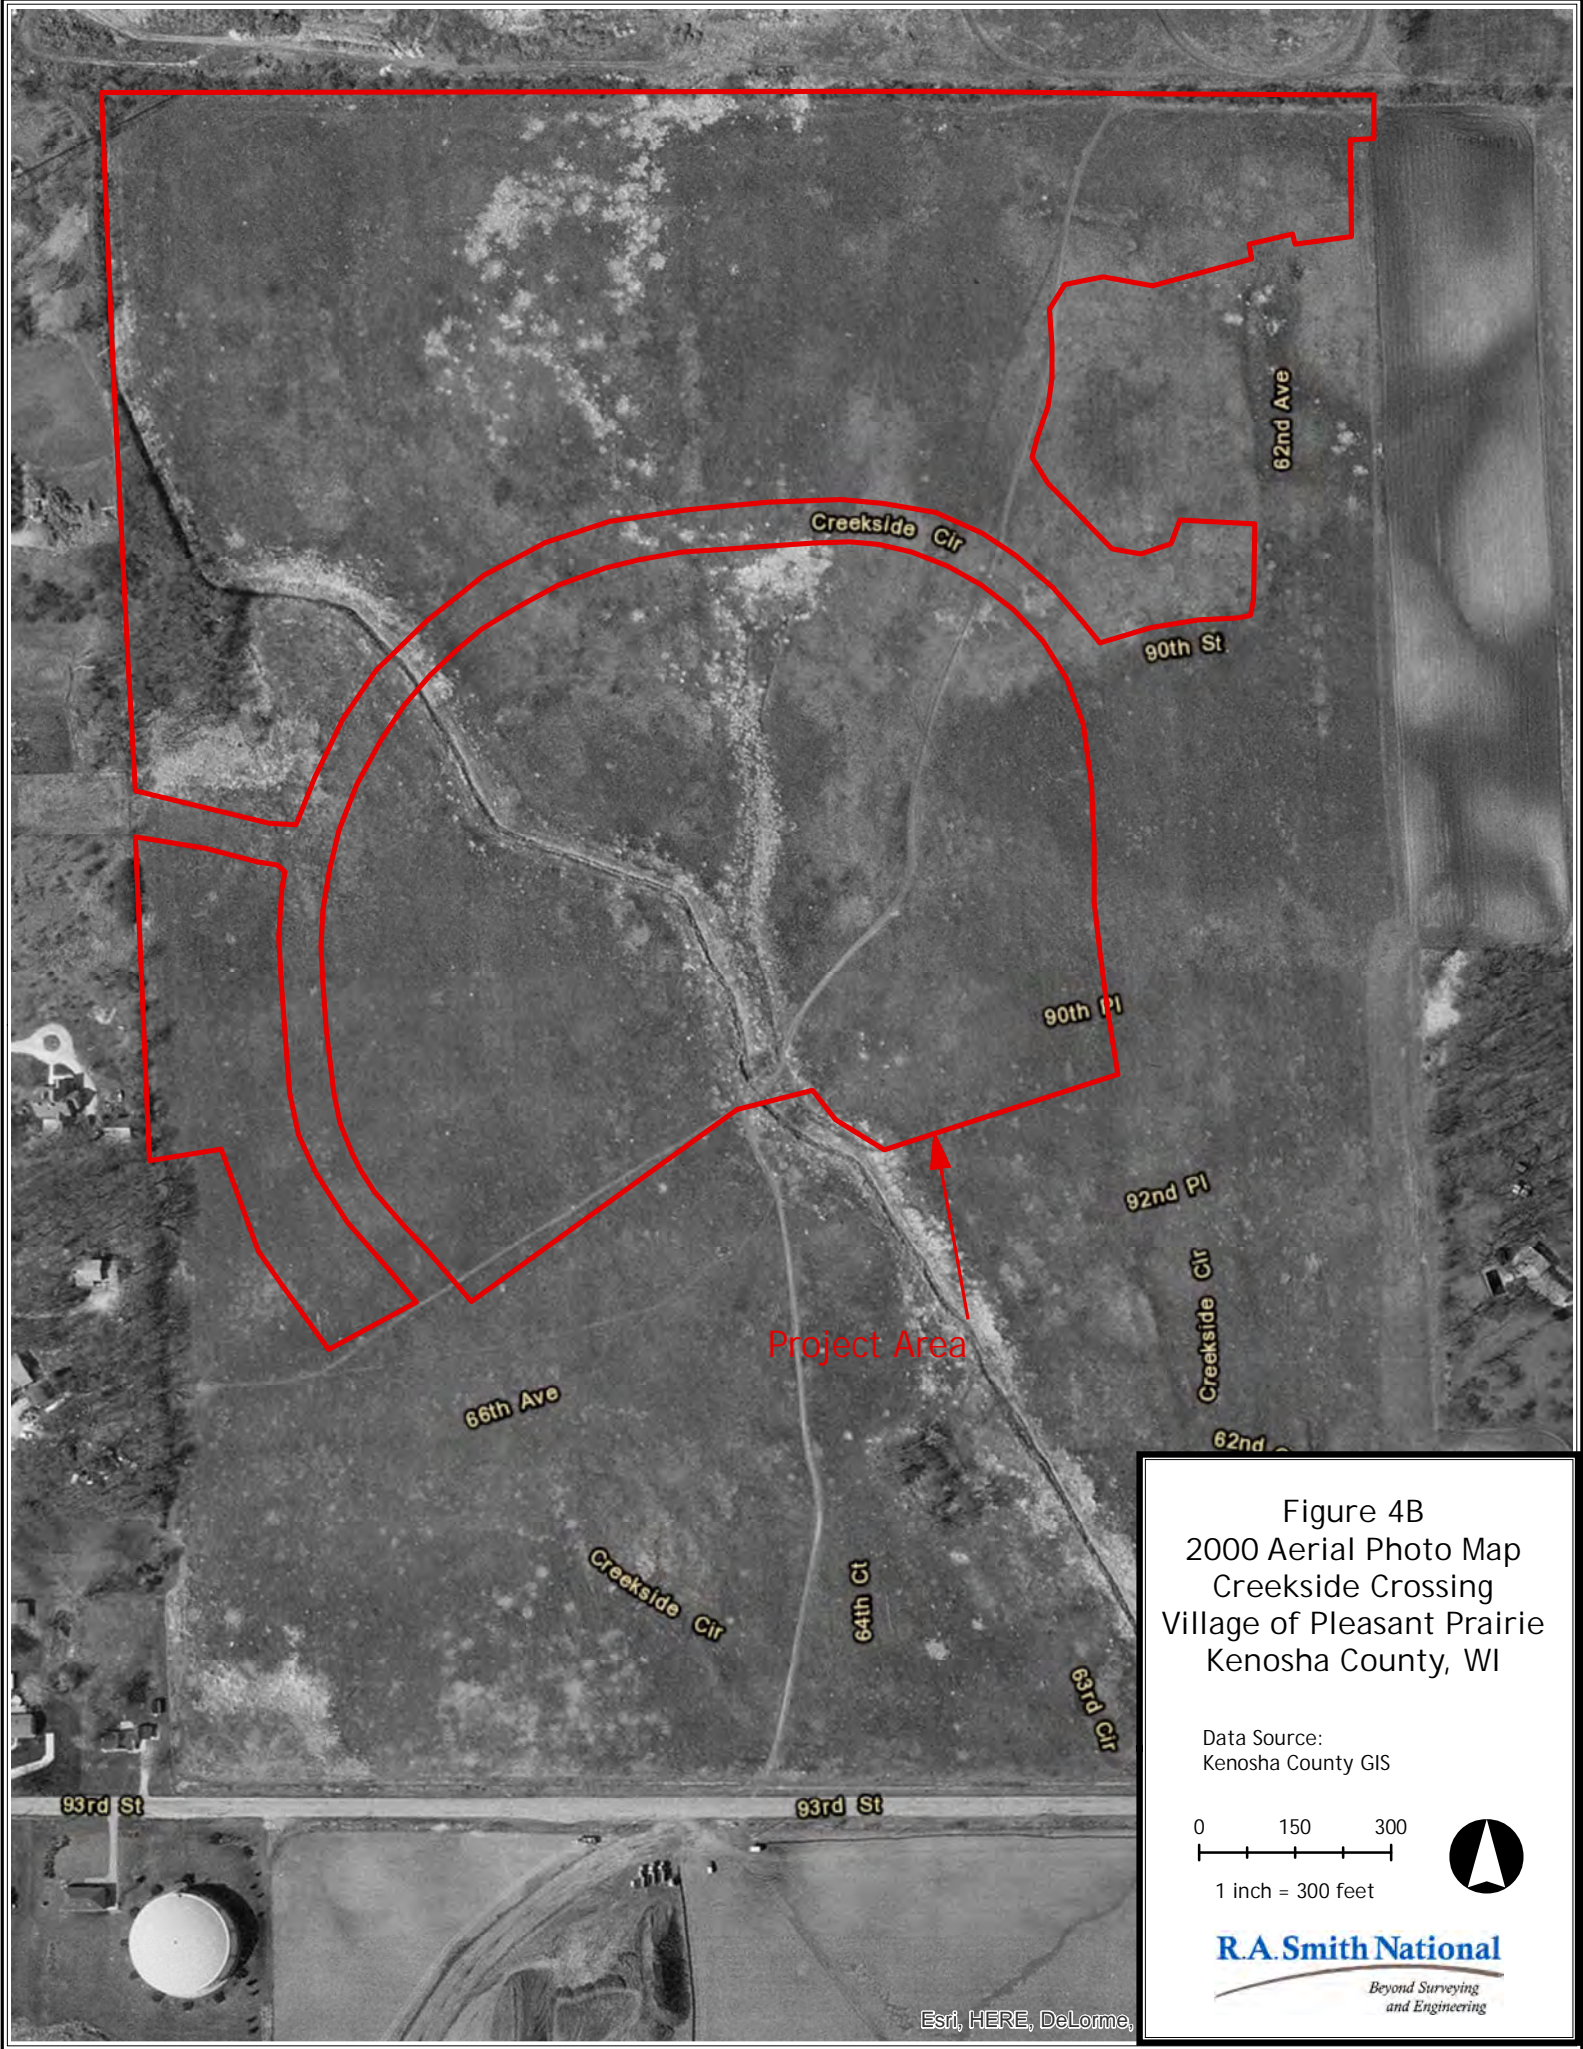 62nd Ave
Creekside Cir
90th St
90th Pl
92nd Pl
Creekside Cir
Project Area
66th Ave
62nd
Creekside Cir
64th Ct
63rd Cir
93rd St
93rd St
Esri, HERE, DeLorme,
Figure 4B
2000 Aerial Photo Map
Creekside Crossing
Village of Pleasant Prairie
Kenosha County, WI
Data Source:
Kenosha County GIS
0 150 300
1 inch = 300 feet
R.A. Smith National
Beyond Surveying
and Engineering